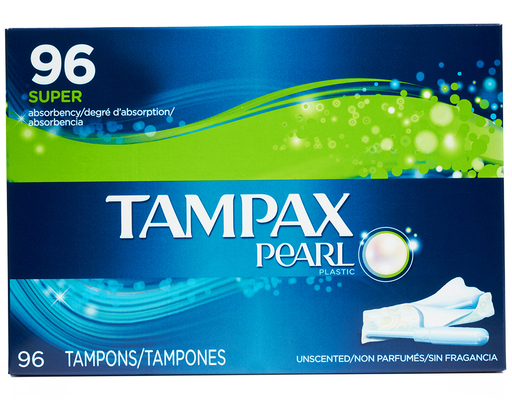 96
SUPER
absorbency/degré d'absorption/
absorbencia
TAMPAX
PEARL
PLASTIC
96 TAMPONS/TAMPONES
UNSCENTED/NON PARFUMÉS/SIN FRAGANCIA